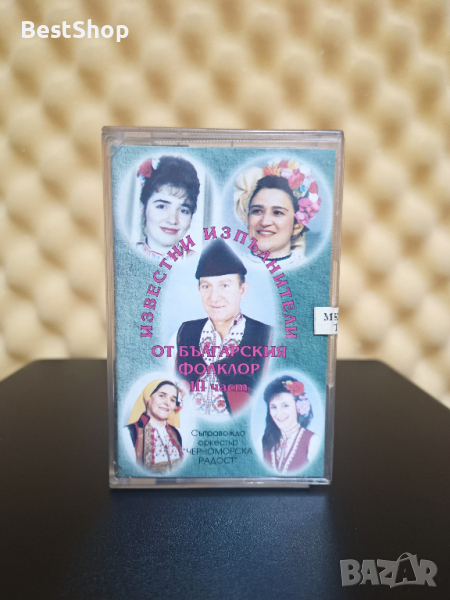 BestShop
ИЗВЕСТНИ ИЗПЪЛНИТЕЛИ
ОТ БЪЛГАРСКИЯ
ФОЛКЛОР
III част
Съпровожда
оркестър
"ЧЕРНОМОРСКА
РАДОСТ"
BAZAR